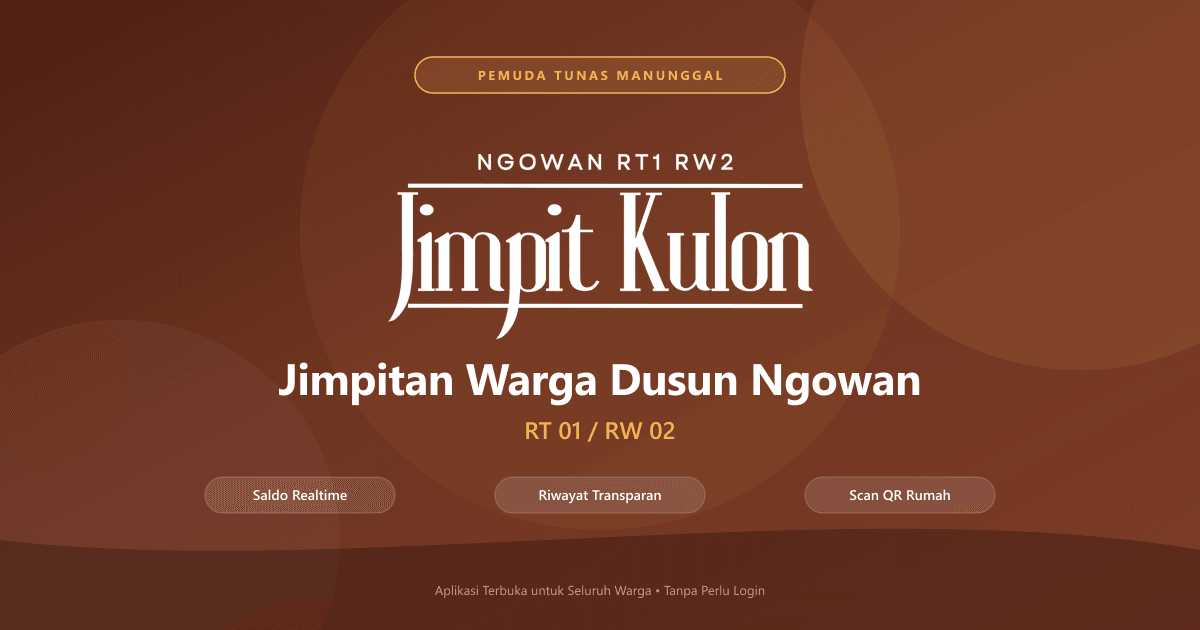 PEMUDA TUNAS MANUNGGAL
NGOWAN RT1 RW2
Jimpit Kulon
Jimpitan Warga Dusun Ngowan
RT 01 / RW 02
Saldo Realtime
Riwayat Transparan
Scan QR Rumah
Aplikasi Terbuka untuk Seluruh Warga • Tanpa Perlu Login